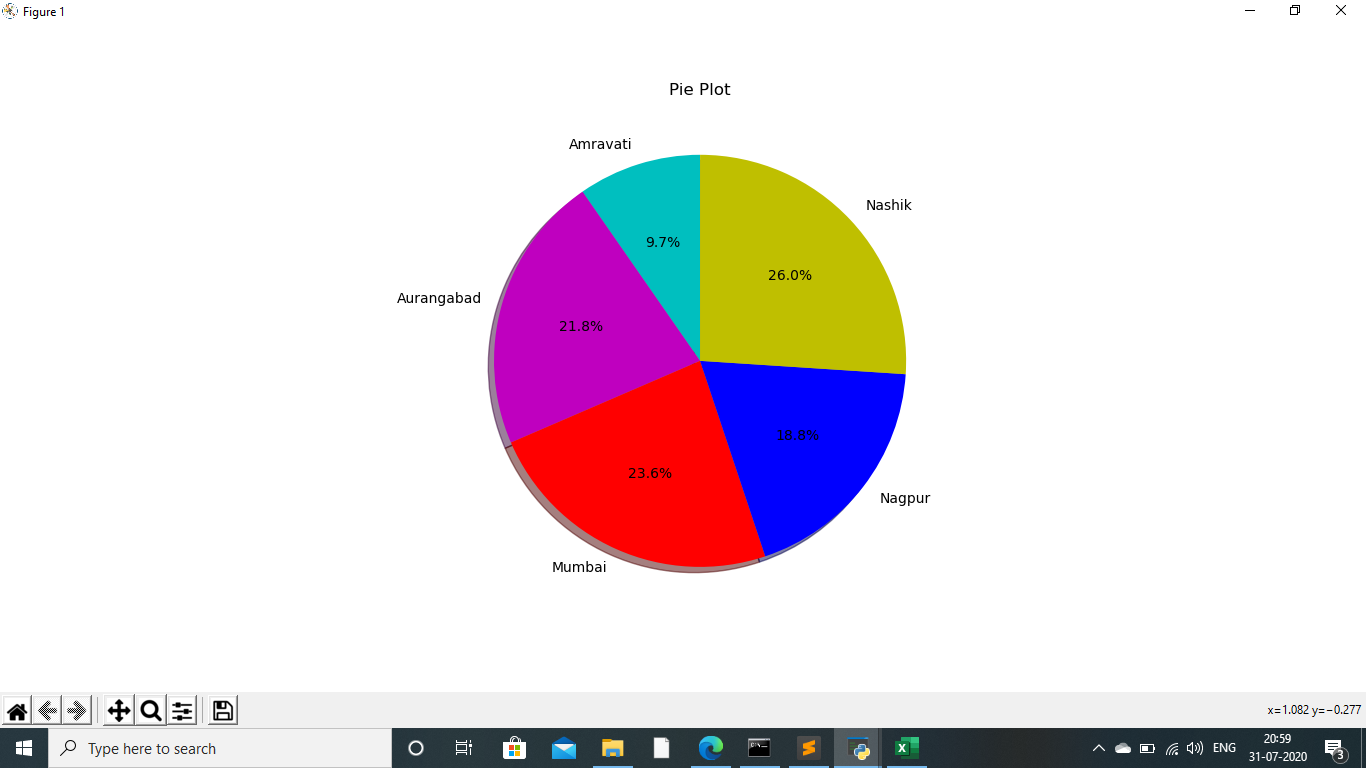 Figure 1
Pie Plot
Amravati
Nashik
9.7%
26.0%
Aurangabad
21.8%
18.8%
23.6%
Nagpur
Mumbai
x=1.082 y=−0.277
Type here to search
ENG
20:59
31-07-2020
3